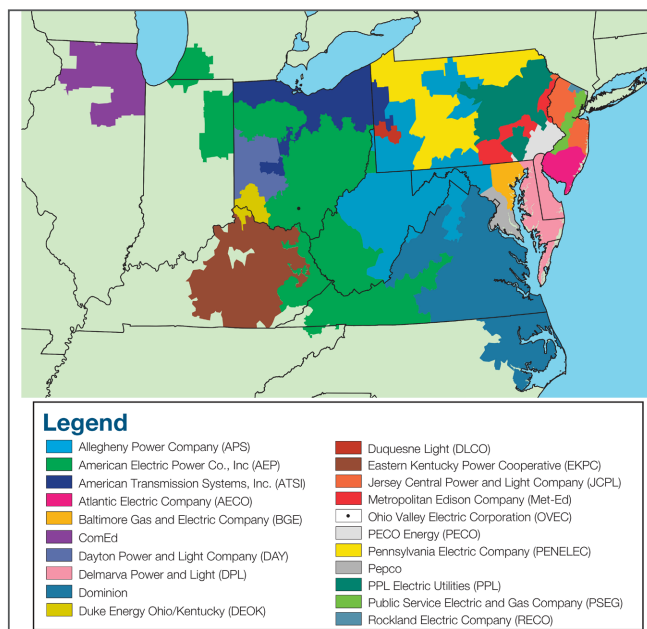 Legend
Allegheny Power Company (APS)
American Electric Power Co., Inc (AEP)
American Transmission Systems, Inc. (ATSI)
Atlantic Electric Company (AECO)
Baltimore Gas and Electric Company (BGE)
ComEd
Dayton Power and Light Company (DAY)
Delmarva Power and Light (DPL)
Dominion
Duke Energy Ohio/Kentucky (DEOK)
Duquesne Light (DLCO)
Eastern Kentucky Power Cooperative (EKPC)
Jersey Central Power and Light Company (JCPL)
Metropolitan Edison Company (Met-Ed)
Ohio Valley Electric Corporation (OVEC)
PECO Energy (PECO)
Pennsylvania Electric Company (PENELEC)
Pepco
PPL Electric Utilities (PPL)
Public Service Electric and Gas Company (PSEG)
Rockland Electric Company (RECO)